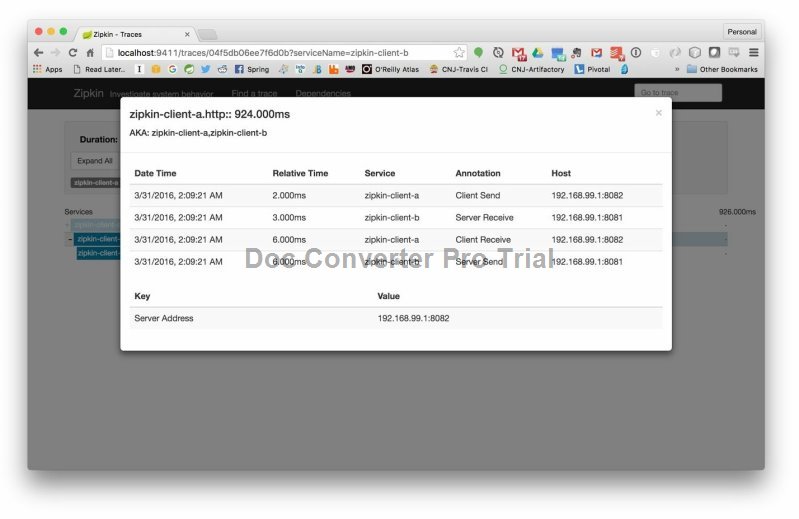 Zipkin - Traces
Personal
localhost:9411/traces/04f5db06ee7f6d0b?serviceName=zipkin-client-b
Apps Read Later.. Spring O'Reilly Atlas CNJ-Travis CI CNJ-Artifactory Pivotal » Other Bookmarks
Zipkin Investigate system behavior Find a trace Dependencies Go to trace
zipkin-client-a.http:: 924.000ms ×
AKA: zipkin-client-a,zipkin-client-b
Duration:
Expand All
zipkin-client-a
Date Time Relative Time Service Annotation Host
3/31/2016, 2:09:21 AM 2.000ms zipkin-client-a Client Send 192.168.99.1:8082
Services 926.000ms
3/31/2016, 2:09:21 AM 3.000ms zipkin-client-b Server Receive 192.168.99.1:8081
zipkin-client-
3/31/2016, 2:09:21 AM 6.000ms zipkin-client-a Client Receive 192.168.99.1:8082
- zipkin-client-
3/31/2016, 2:09:21 AM 6.000ms zipkin-client-b Server Send 192.168.99.1:8081
zipkin-client-
Dos Converter Pro Trial
Key Value
Server Address 192.168.99.1:8082